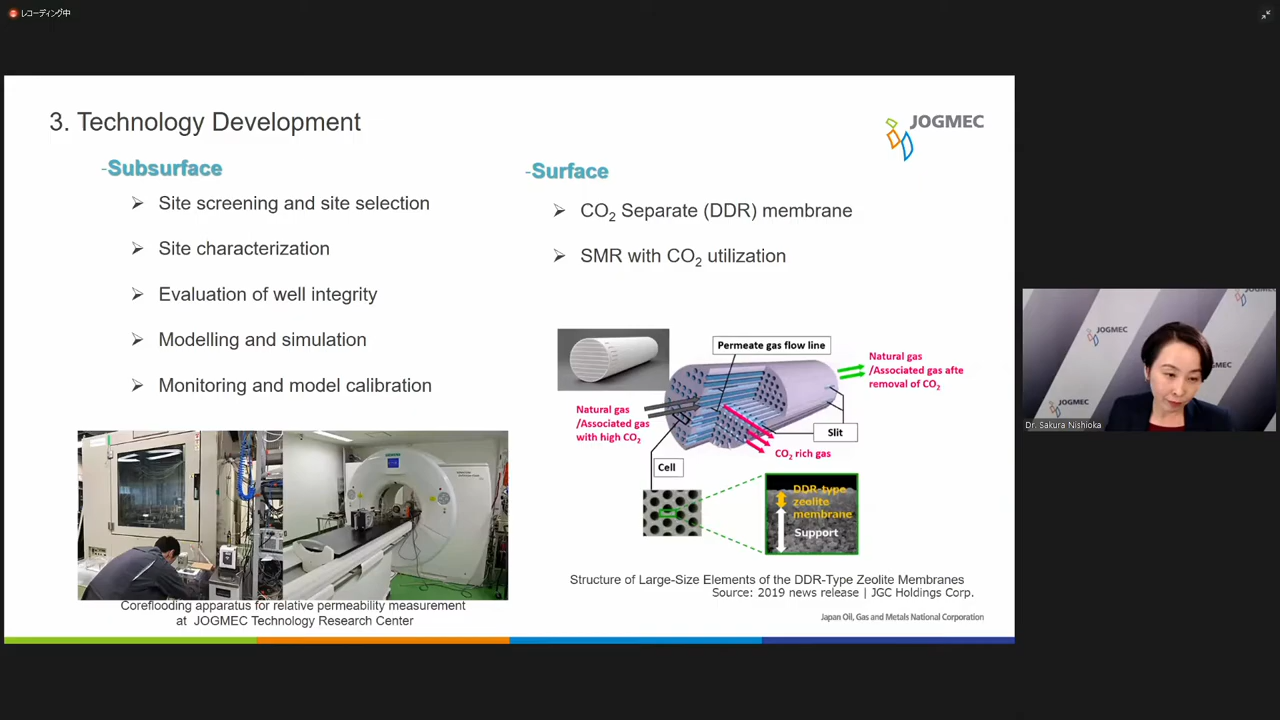 レコーディング中
3. Technology Development
JOGMEC
-Subsurface
Site screening and site selection
Site characterization
Evaluation of well integrity
Modelling and simulation
Monitoring and model calibration
Coreflooding apparatus for relative permeability measurement
at JOGMEC Technology Research Center
-Surface
CO2 Separate (DDR) membrane
SMR with CO2 utilization
Permeate gas flow line
Natural gas
/Associated gas afte
removal of CO2
Natural gas
/Associated gas
with high CO2
Slit
CO2 rich gas
Cell
DDR-type
zeolite
membrane
Support
Structure of Large-Size Elements of the DDR-Type Zeolite Membranes
Source: 2019 news release | JGC Holdings Corp.
Japan Oil, Gas and Metals National Corporation
JOGMEC
JOGMEC
Dr. Sakura Nishioka